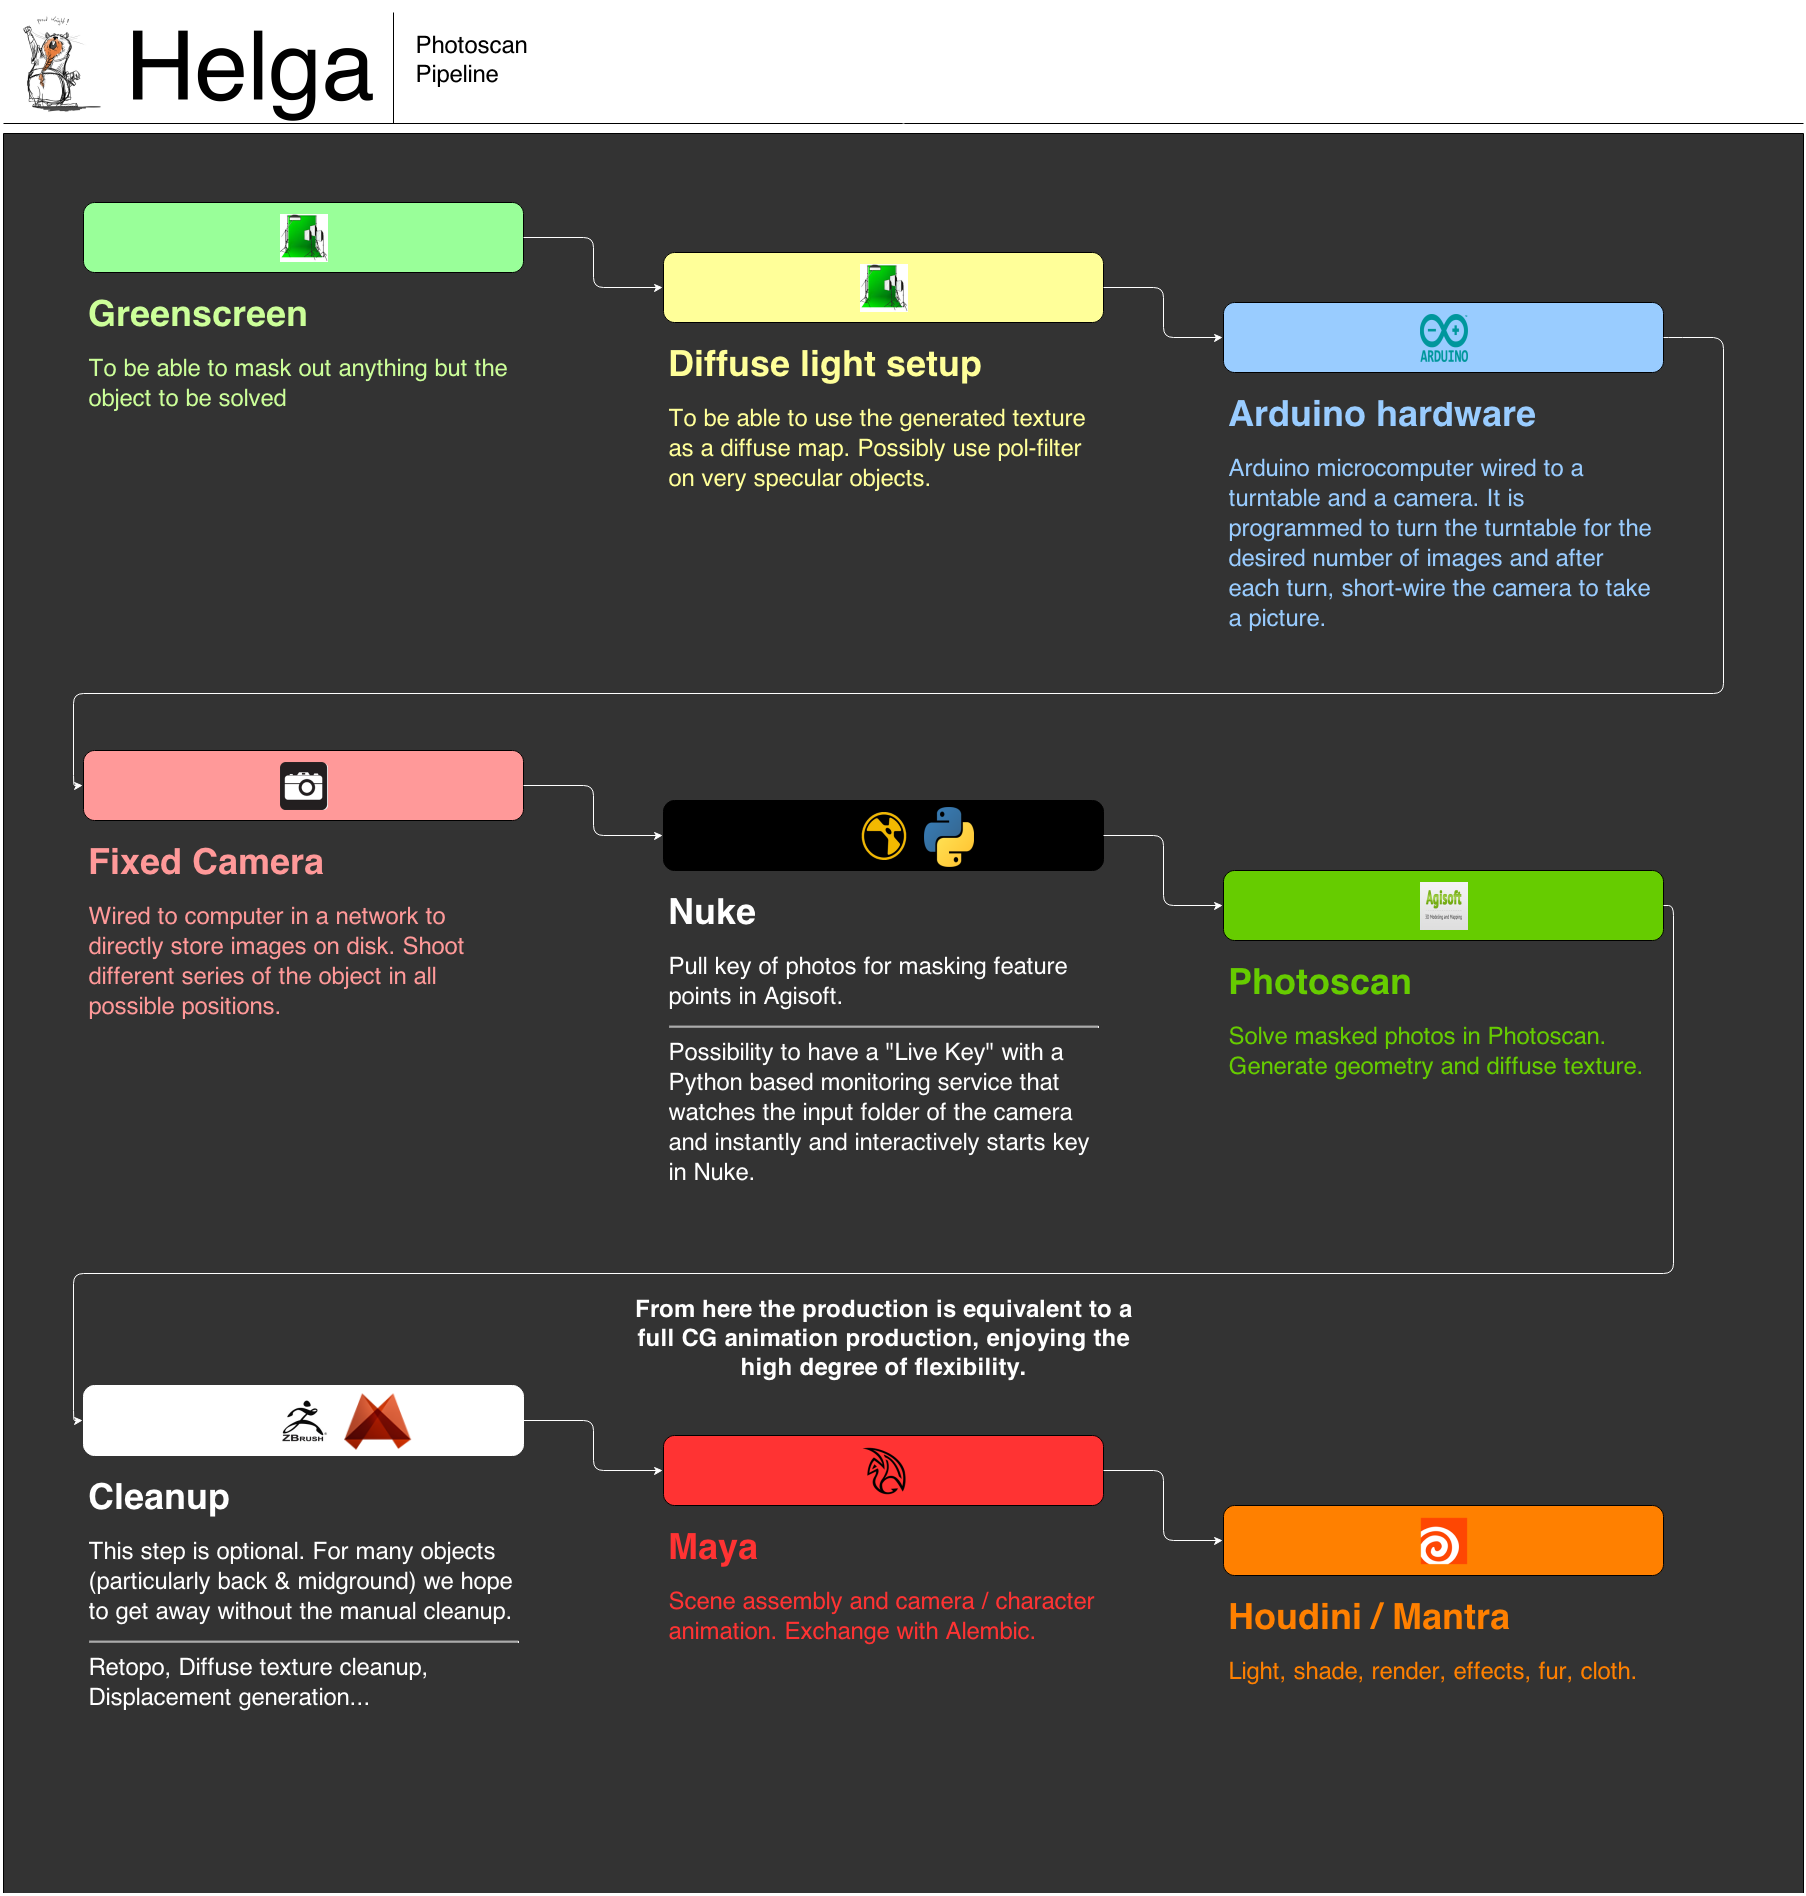 Helga
Photoscan
Pipeline
Greenscreen
To be able to mask out anything but the
object to be solved
Diffuse light setup
To be able to use the generated texture
as a diffuse map. Possibly use pol-filter
on very specular objects.
ARDUINO
Arduino hardware
Arduino microcomputer wired to a
turntable and a camera. It is
programmed to turn the turntable for the
desired number of images and after
each turn, short-wire the camera to take
a picture.
Fixed Camera
Wired to computer in a network to
directly store images on disk. Shoot
different series of the object in all
possible positions.
Nuke
Pull key of photos for masking feature
points in Agisoft.
Possibility to have a "Live Key" with a
Python based monitoring service that
watches the input folder of the camera
and instantly and interactively starts key
in Nuke.
Agisoft
3D Modeling and Mapping
Photoscan
Solve masked photos in Photoscan.
Generate geometry and diffuse texture.
From here the production is equivalent to a
full CG animation production, enjoying the
high degree of flexibility.
ZBRUSH
Cleanup
This step is optional. For many objects
(particularly back & midground) we hope
to get away without the manual cleanup.
Retopo, Diffuse texture cleanup,
Displacement generation...
Maya
Scene assembly and camera / character
animation. Exchange with Alembic.
Houdini / Mantra
Light, shade, render, effects, fur, cloth.